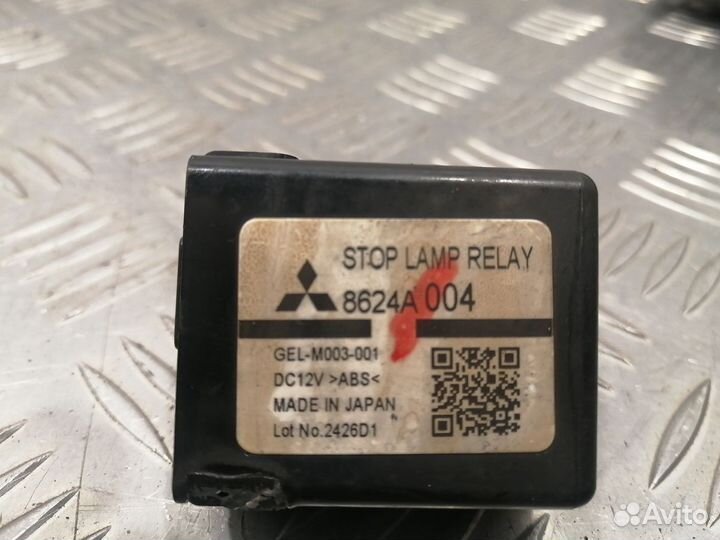 STOP LAMP RELAY
8624A 004
GEL-M003-001
DC12V >ABS<
MADE IN JAPAN
Lot No.2426D1
Avito